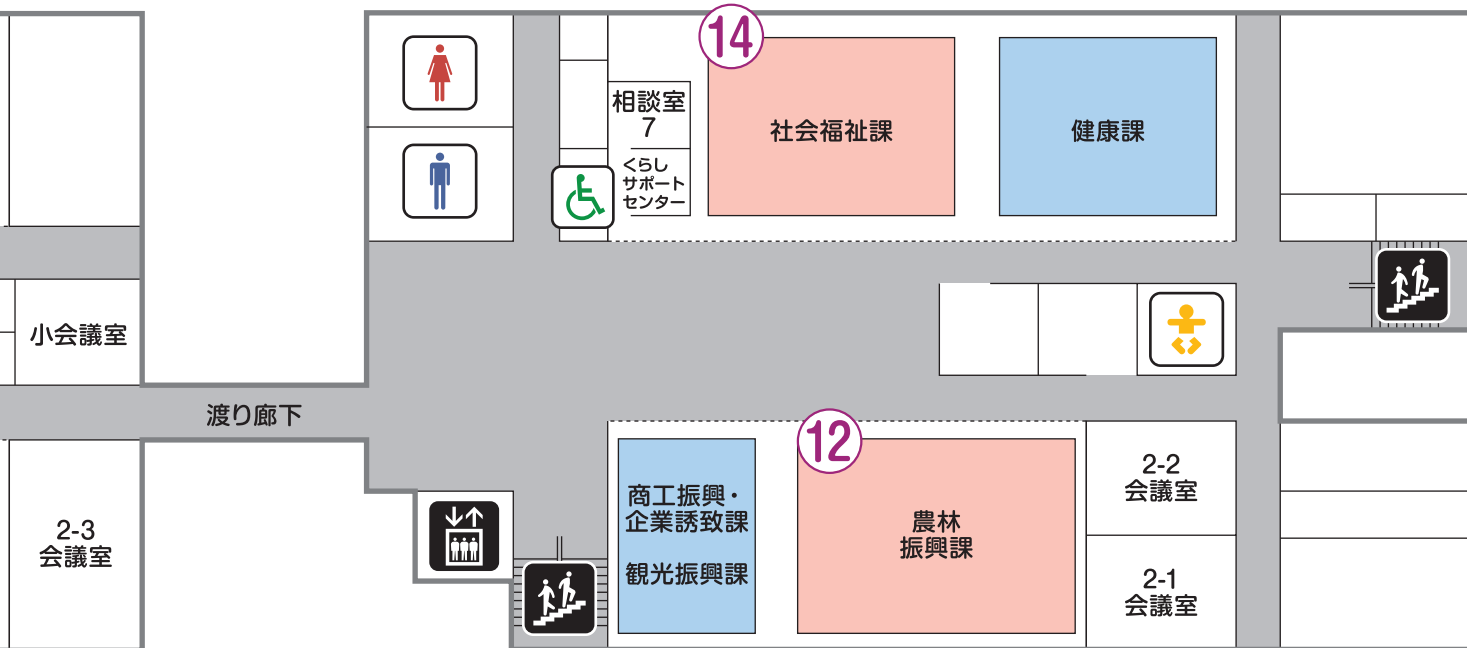 14
相談室
7
社会福祉課
健康課
くらし
サポート
センター
小会議室
渡り廊下
12
商工振興・
企業誘致課
観光振興課
農林
振興課
2-2
会議室
2-3
会議室
2-1
会議室